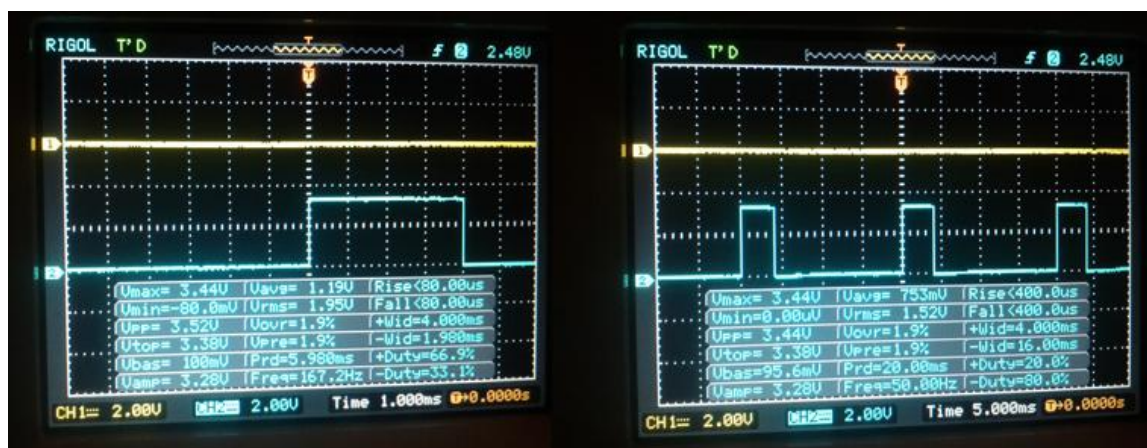 RIGOL T'D T 2 2.48V
T
1
2
Vmax= 3.44V Vavg= 1.19V Rise<80.00us
Vmin=-80.0mV Vrms= 1.95V Fall<80.00us
Vpp= 3.52V Vovr=1.9% +Wid=4.000ms
Vtop= 3.38V Vpre=1.9% -Wid=1.980ms
Vbas= 100mV Prd=5.980ms +Duty=66.9%
Vamp= 3.28V Freq=167.2Hz -Duty=33.1%
CH1 2.00V CH2 2.00V Time 1.000ms T→0.0000s
RIGOL T'D T 2 2.48V
T
1
2
Vmax= 3.44V Vavg= 753mV Rise<400.0us
Vmin=0.00uV Vrms= 1.52V Fall<400.0us
Vpp= 3.44V Vovr=1.9% +Wid=4.000ms
Vtop= 3.38V Vpre=1.9% -Wid=16.00ms
Vbas=95.6mV Prd=20.00ms +Duty=20.0%
Vamp= 3.28V Freq=50.00Hz -Duty=80.0%
CH1 2.00V CH2 2.00V Time 5.000ms T→0.0000s